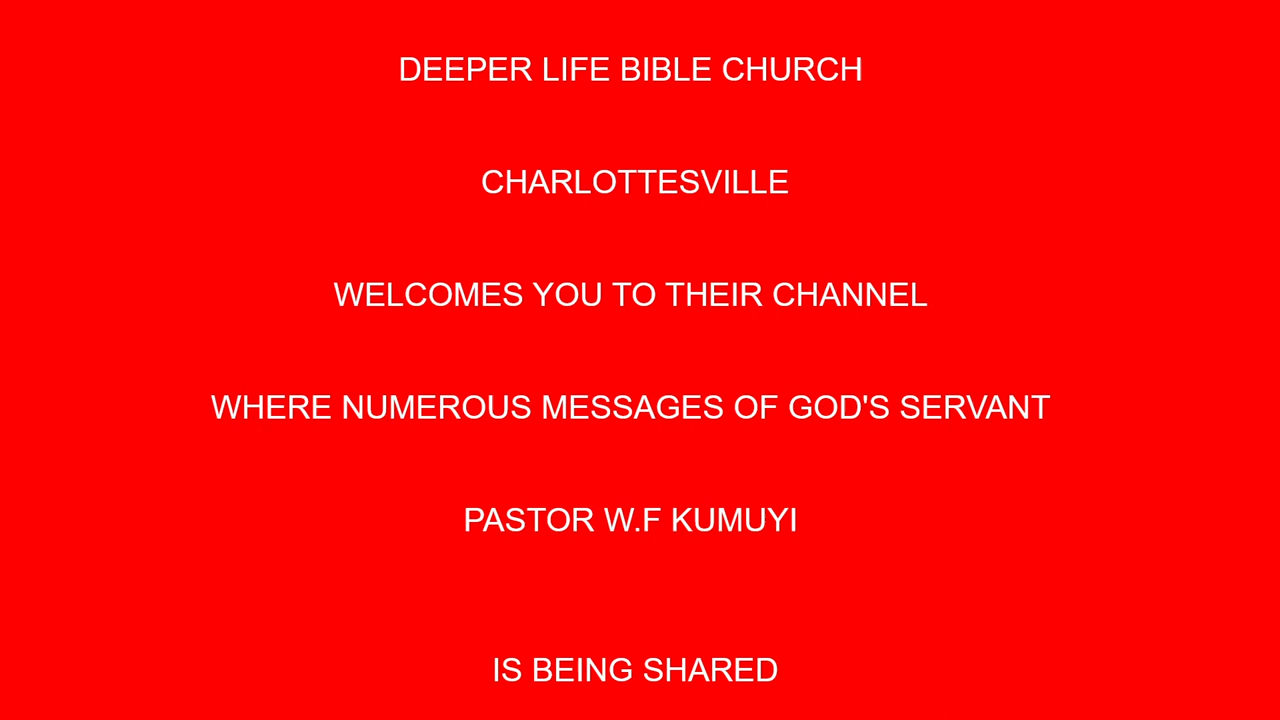 DEEPER LIFE BIBLE CHURCH
CHARLOTTESVILLE
WELCOMES YOU TO THEIR CHANNEL
WHERE NUMEROUS MESSAGES OF GOD'S SERVANT
PASTOR W.F KUMUYI
IS BEING SHARED